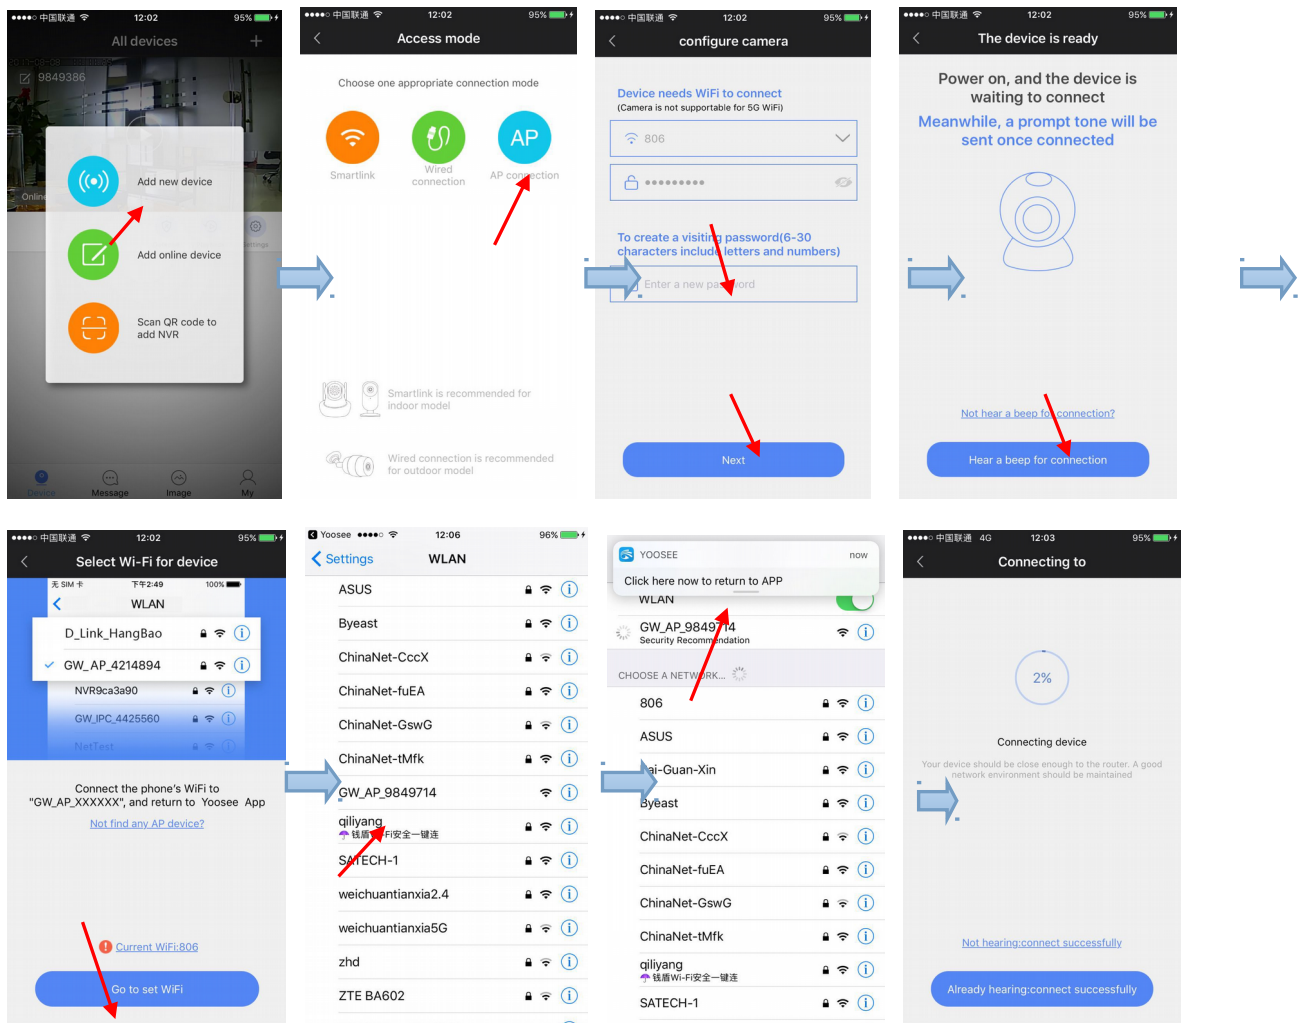 中国联通 12:02 95%
All devices +
9849386
Add new device
Online
Add online device
Scan QR code to
add NVR
Device Message Image My
中国联通 12:02 95%
Access mode
Choose one appropriate connection mode
AP
Smartlink Wired connection AP connection
Smartlink is recommended for
indoor model
Wired connection is recommended
for outdoor model
中国联通 12:02 95%
configure camera
Device needs WiFi to connect
(Camera is not supportable for 5G WiFi)
806
To create a visiting password(6-30
characters include letters and numbers)
Enter a new password
Next
中国联通 12:02 95%
The device is ready
Power on, and the device is
waiting to connect
Meanwhile, a prompt tone will be
sent once connected
Not hear a beep for connection?
Hear a beep for connection
中国联通 12:02 95%
Select Wi-Fi for device
无 SIM 卡 下午2:49 100%
WLAN
D_Link_HangBao
GW_AP_4214894
NVR9ca3a90
GW_IPC_4425560
NetTest
Connect the phone's WiFi to
"GW_AP_XXXXXX", and return to Yoosee App
Not find any AP device?
Current WiFi:806
Go to set WiFi
Yoosee 12:06 96%
Settings WLAN
ASUS
Byeast
ChinaNet-CccX
ChinaNet-fuEA
ChinaNet-GswG
ChinaNet-tMfk
GW_AP_9849714
qiliyang
钱盾Wi-Fi安全一键连
SATECH-1
weichuantianxia2.4
weichuantianxia5G
zhd
ZTE BA602
YOOSEE now
Click here now to return to APP
WLAN
GW_AP_9849714
Security Recommendation
CHOOSE A NETWORK...
806
ASUS
Bai-Guan-Xin
Byeast
ChinaNet-CccX
ChinaNet-fuEA
ChinaNet-GswG
ChinaNet-tMfk
qiliyang
钱盾Wi-Fi安全一键连
SATECH-1
中国联通 4G 12:03 95%
Connecting to
2%
Connecting device
Your device should be close enough to the router. A good
network environment should be maintained
Not hearing:connect successfully
Already hearing:connect successfully